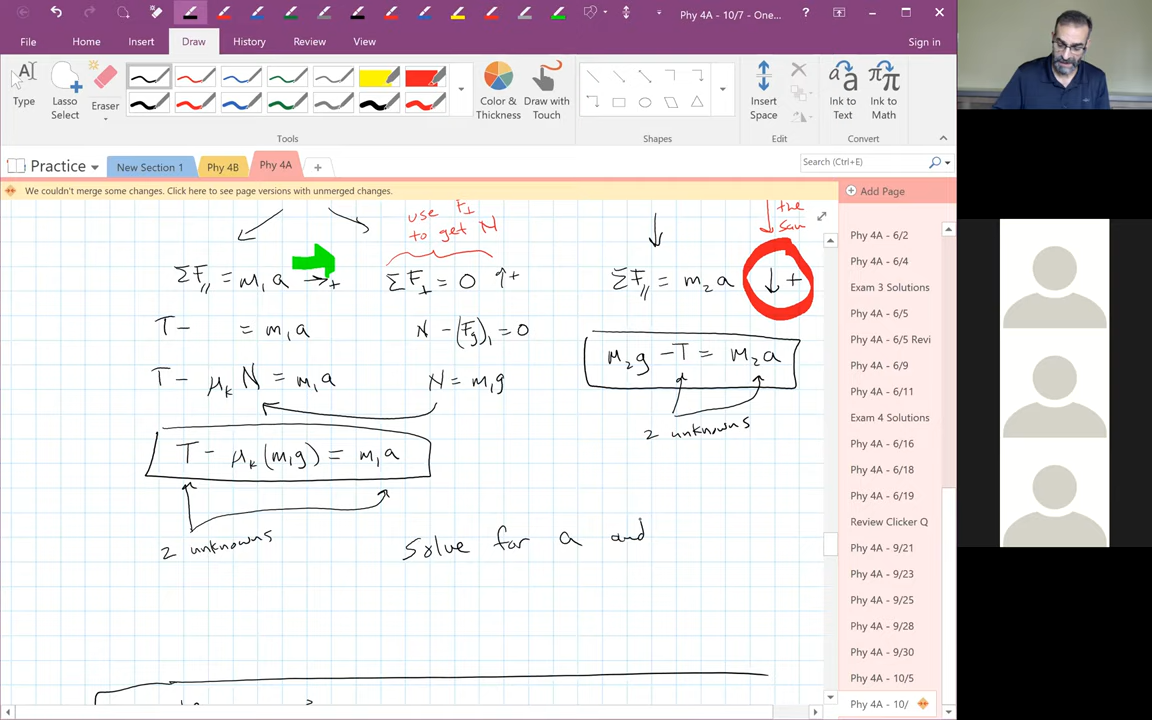 Phy 4A - 10/7 - One...
File Home Insert Draw History Review View Sign in
Type
Lasso Select
Eraser
Color & Thickness
Draw with Touch
Insert Space
Ink to Text
Ink to Math
Tools
Shapes
Edit
Convert
Practice
New Section 1
Phy 4B
Phy 4A
Search (Ctrl+E)
We couldn't merge some changes. Click here to see page versions with unmerged changes.
Add Page
Phy 4A - 6/2
Phy 4A - 6/4
Exam 3 Solutions
Phy 4A - 6/5
Phy 4A - 6/5 Revi
Phy 4A - 6/9
Phy 4A - 6/11
Exam 4 Solutions
Phy 4A - 6/16
Phy 4A - 6/18
Phy 4A - 6/19
Review Clicker Q
Phy 4A - 9/21
Phy 4A - 9/23
Phy 4A - 9/25
Phy 4A - 9/28
Phy 4A - 9/30
Phy 4A - 10/5
Phy 4A - 10/
use F⊥
to get N
the
sam
ΣF// = m₁a →+
ΣF⊥ = 0 ↑+
ΣF// = m₂a ↓+
T - = m₁a
N - (Fg)⊥ = 0
m₂g - T = m₂a
T - μₖN = m₁a
N = m₁g
2 unknowns
T - μₖ(m₁g) = m₁a
2 unknowns
Solve for a and